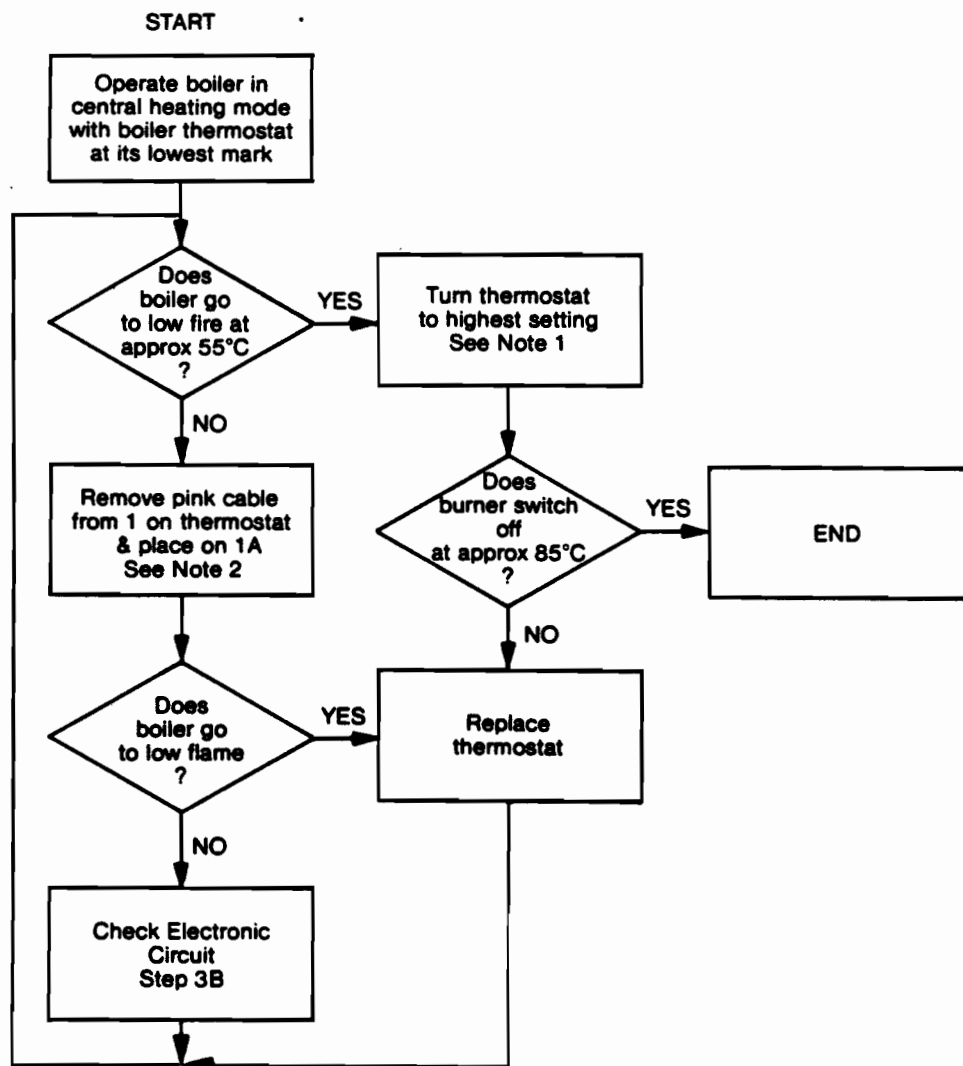 START
Operate boiler in
central heating mode
with boiler thermostat
at its lowest mark
Does
boiler go
to low fire at
approx 55°C
?
YES
Turn thermostat
to highest setting
See Note 1
NO
Remove pink cable
from 1 on thermostat
& place on 1A
See Note 2
Does
burner switch
off
at approx 85°C
?
YES
END
NO
Does
boiler go
to low flame
?
YES
Replace
thermostat
NO
Check Electronic
Circuit
Step 3B